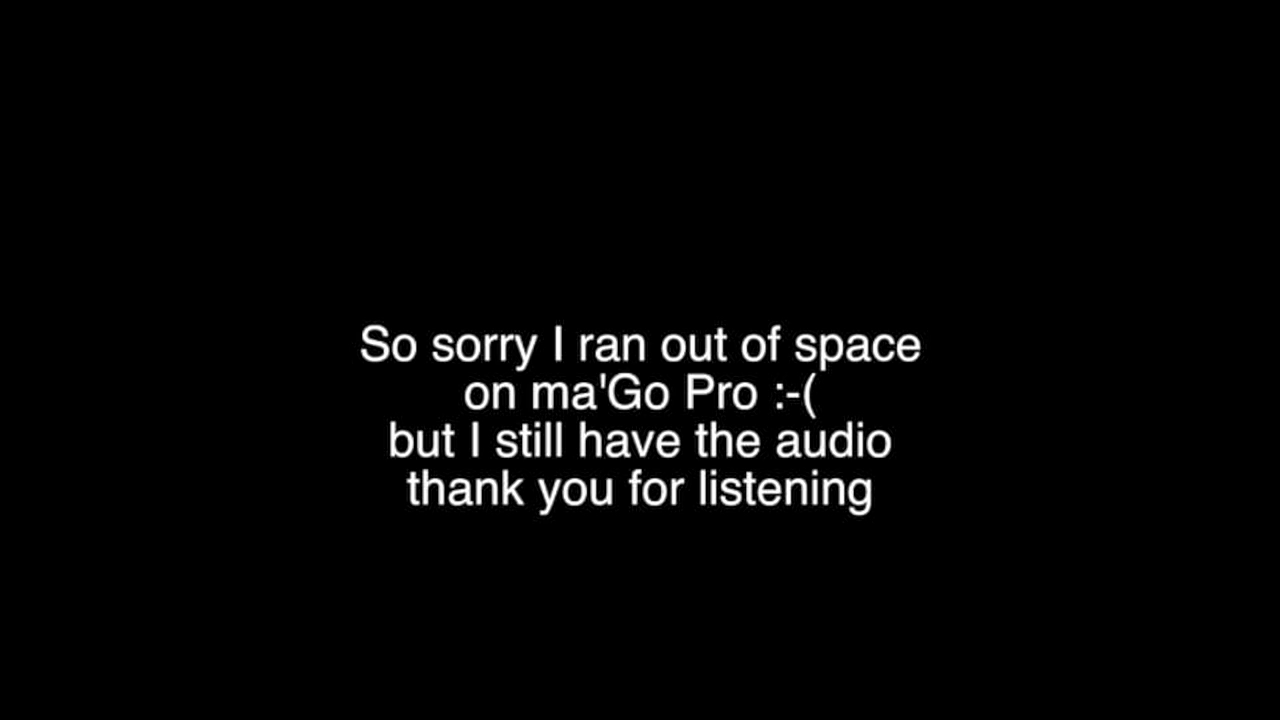 So sorry I ran out of space
on ma'Go Pro :-(
but I still have the audio
thank you for listening